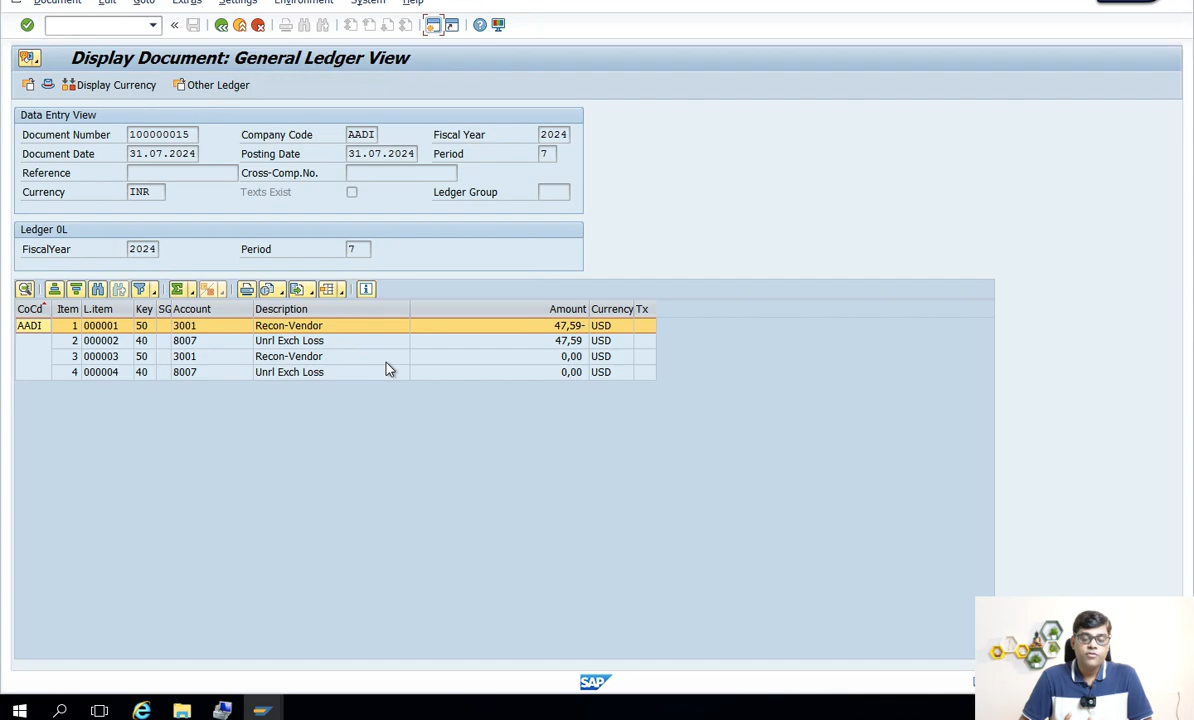 Document Edit Goto Extras Settings Environment System Help
Display Document: General Ledger View
Display Currency Other Ledger
Data Entry View
Document Number 100000015 Company Code AADI Fiscal Year 2024
Document Date 31.07.2024 Posting Date 31.07.2024 Period 7
Reference Cross-Comp.No.
Currency INR Texts Exist Ledger Group
Ledger 0L
FiscalYear 2024 Period 7
CoCd Item L.item Key SG Account Description Amount Currency Tx
AADI 1 000001 50 3001 Recon-Vendor 47,59- USD
2 000002 40 8007 Unrl Exch Loss 47,59 USD
3 000003 50 3001 Recon-Vendor 0,00 USD
4 000004 40 8007 Unrl Exch Loss 0,00 USD
SAP